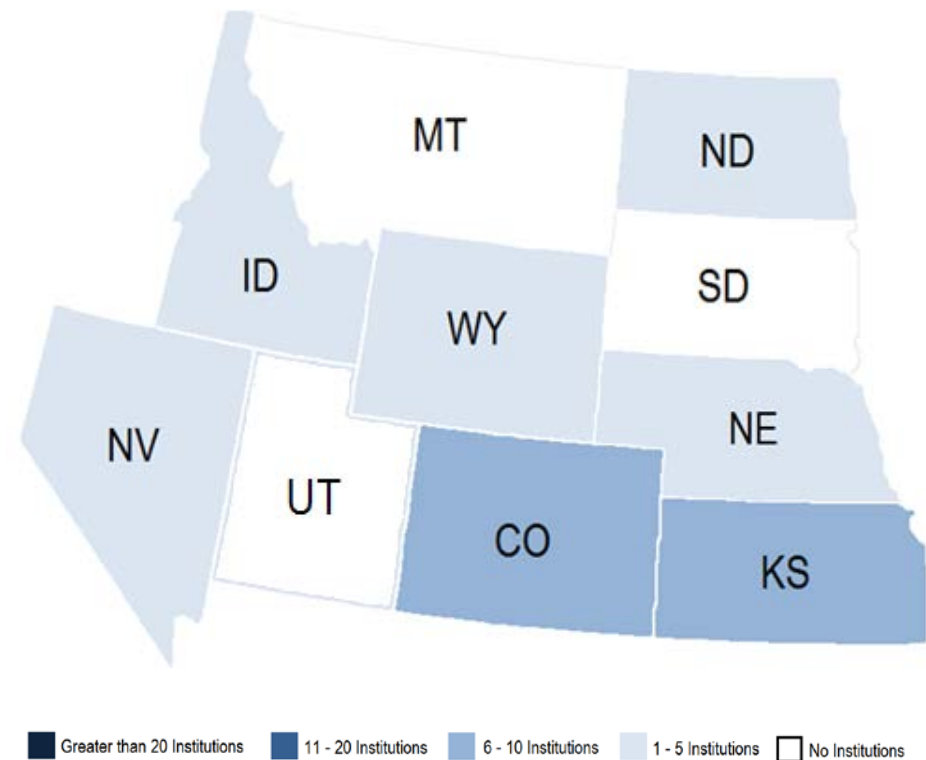 MT
ND
ID
SD
WY
NV
NE
UT
CO
KS
Greater than 20 Institutions
11 - 20 Institutions
6 - 10 Institutions
1 - 5 Institutions
No Institutions